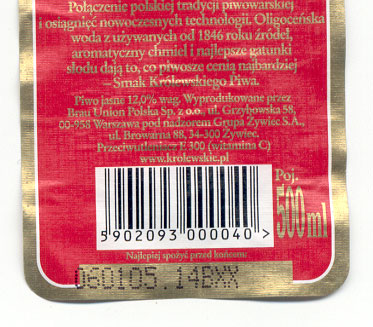 Połączenie polskiej tradycji piwowarskiej
i osiągnięć nowoczesnych technologii. Oligoceńska
woda z używanych od 1846 roku źródeł,
aromatyczny chmiel i najlepsze gatunki
słodu dają to, co piwosze cenią najbardziej
– Smak Królewskiego Piwa.
Piwo jasne 12,0% wag. Wyprodukowane przez
Brau Union Polska Sp. z o.o., ul. Grzybowska 58,
00-958 Warszawa pod nadzorem Grupa Żywiec S.A.,
ul. Browarna 88, 34-300 Żywiec.
Przeciwutleniacz E 300 (witamina C)
www.krolewskie.pl
Poj.
500 ml
5 902093 000040 >
Najlepiej spożyć przed końcem:
060105 14BXX